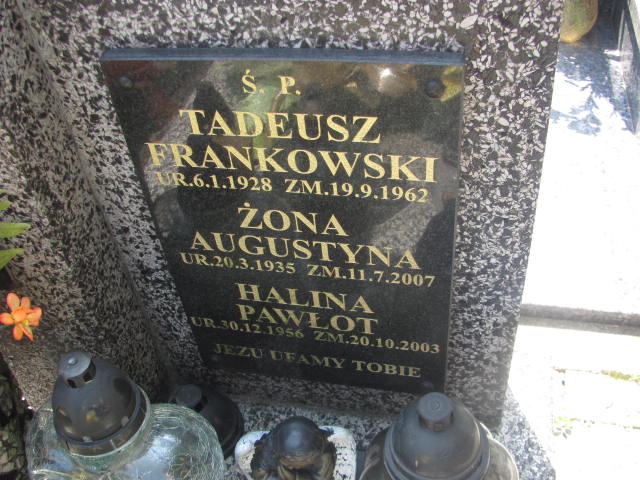 Ś. P.
TADEUSZ
FRANKOWSKI
UR.6.1.1928 ZM.19.9.1962
ŻONA
AUGUSTYNA
UR.20.3.1935 ZM.11.7.2007
HALINA
PAWŁOT
UR.30.12.1956 ZM.20.10.2003
JEZU UFAMY TOBIE